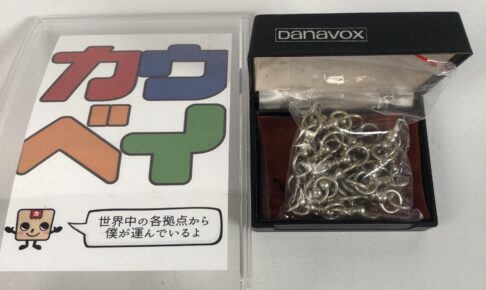 カウ
ベイ
カ
世界中の各拠点から
僕が運んでいるよ
DANAVOX